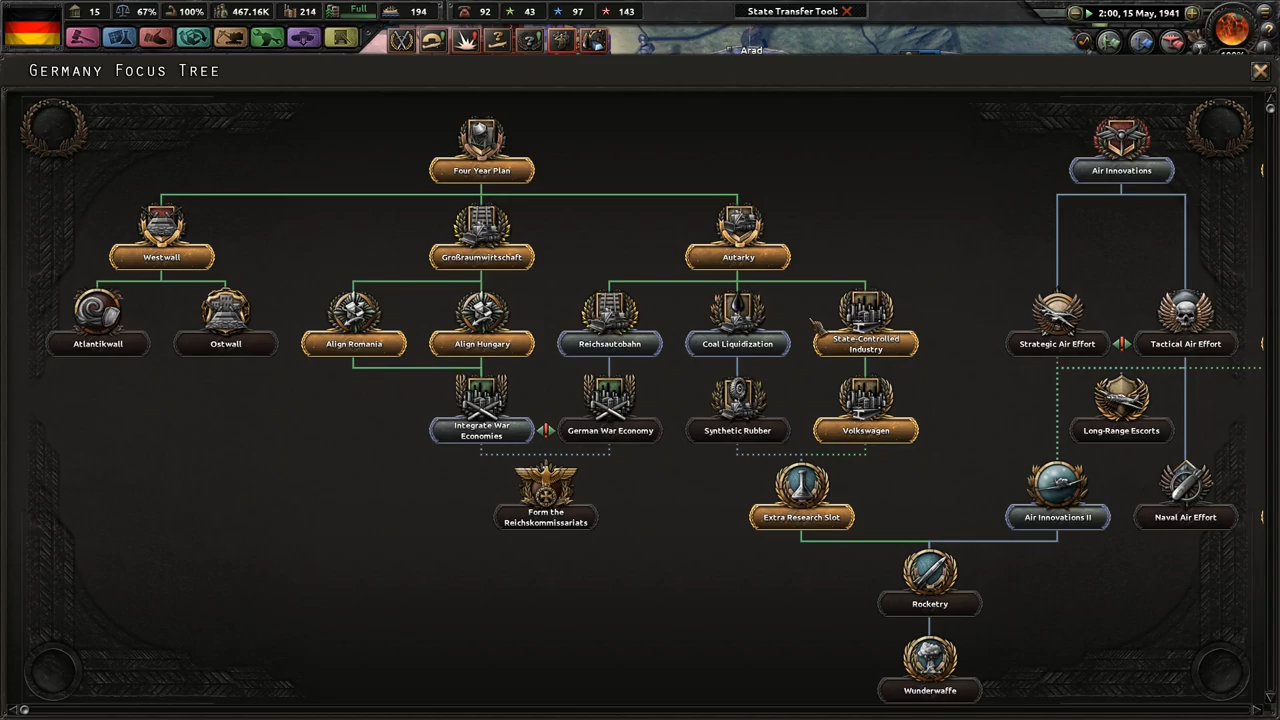 15 67% 100% 467.16K 214 Full 194 92 43 97 143 State Transfer Tool: 2:00, 15 May, 1941
Arad
100%
Germany Focus Tree
Four Year Plan
Air Innovations
Westwall
Großraumwirtschaft
Autarky
Atlantikwall
Ostwall
Align Romania
Align Hungary
Reichsautobahn
Coal Liquidization
State-Controlled
Industry
Strategic Air Effort
Tactical Air Effort
Integrate War
Economies
German War Economy
Synthetic Rubber
Volkswagen
Long-Range Escorts
Form the
Reichskommissariats
Extra Research Slot
Air Innovations II
Naval Air Effort
Rocketry
Wunderwaffe